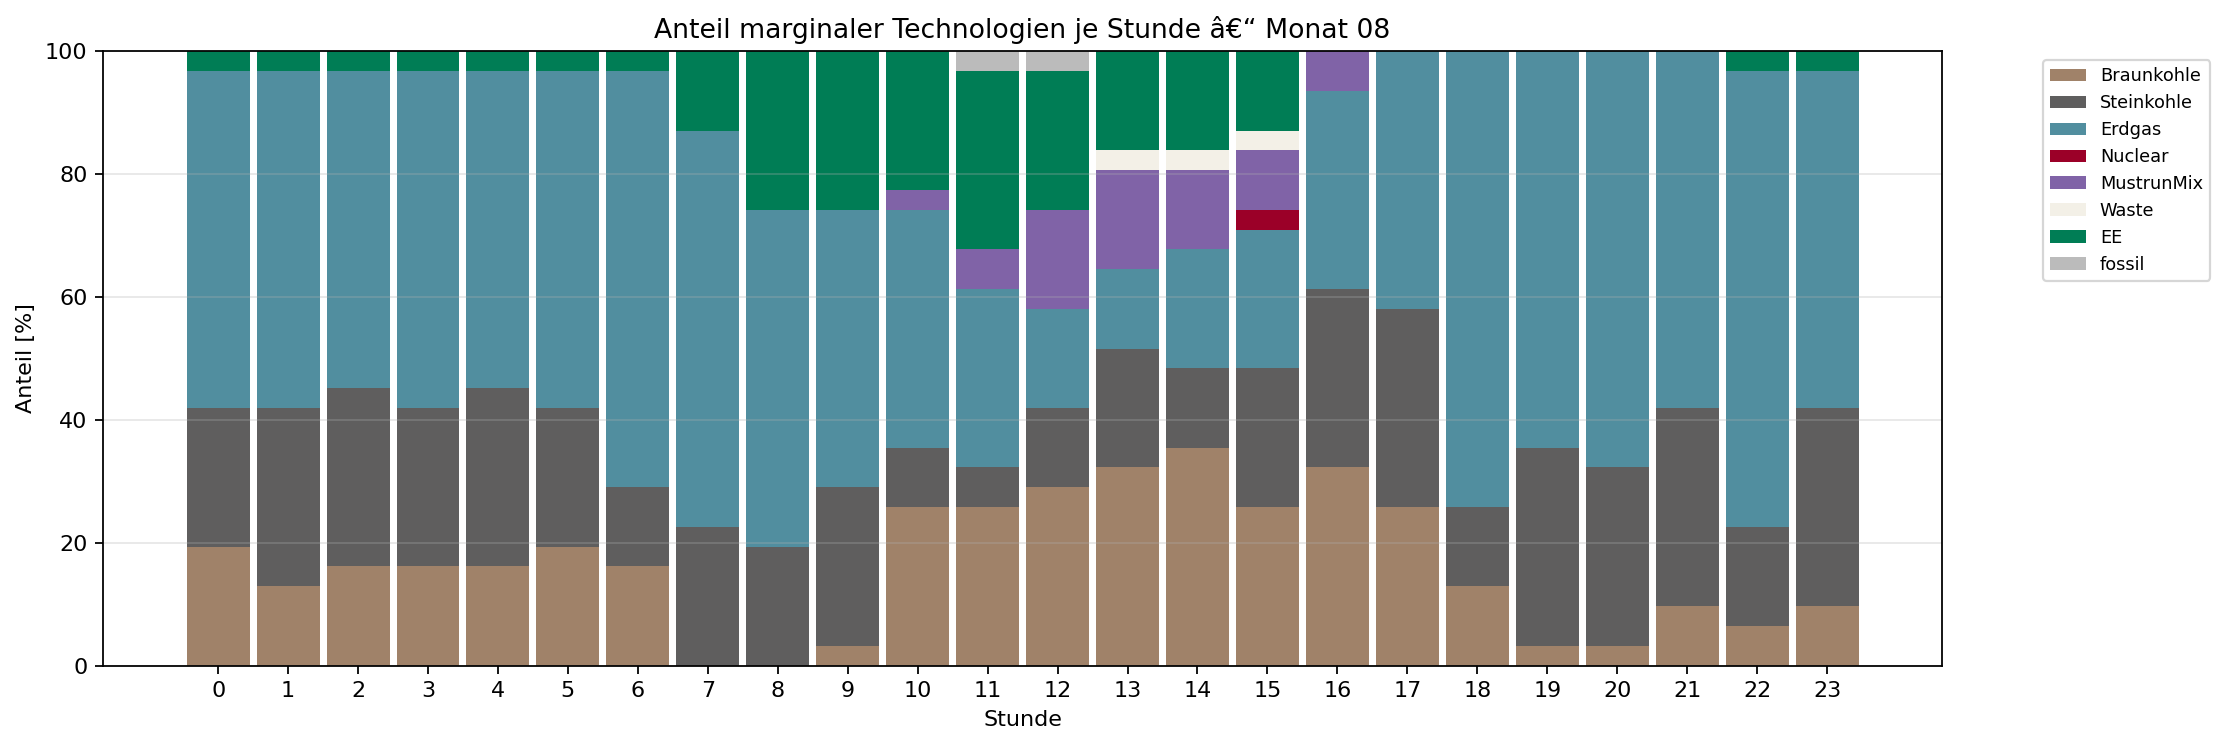 Anteil marginaler Technologien je Stunde â€“ Monat 08
Anteil [%]
100
80
60
40
20
0
0 1 2 3 4 5 6 7 8 9 10 11 12 13 14 15 16 17 18 19 20 21 22 23
Stunde
Braunkohle
Steinkohle
Erdgas
Nuclear
MustrunMix
Waste
EE
fossil